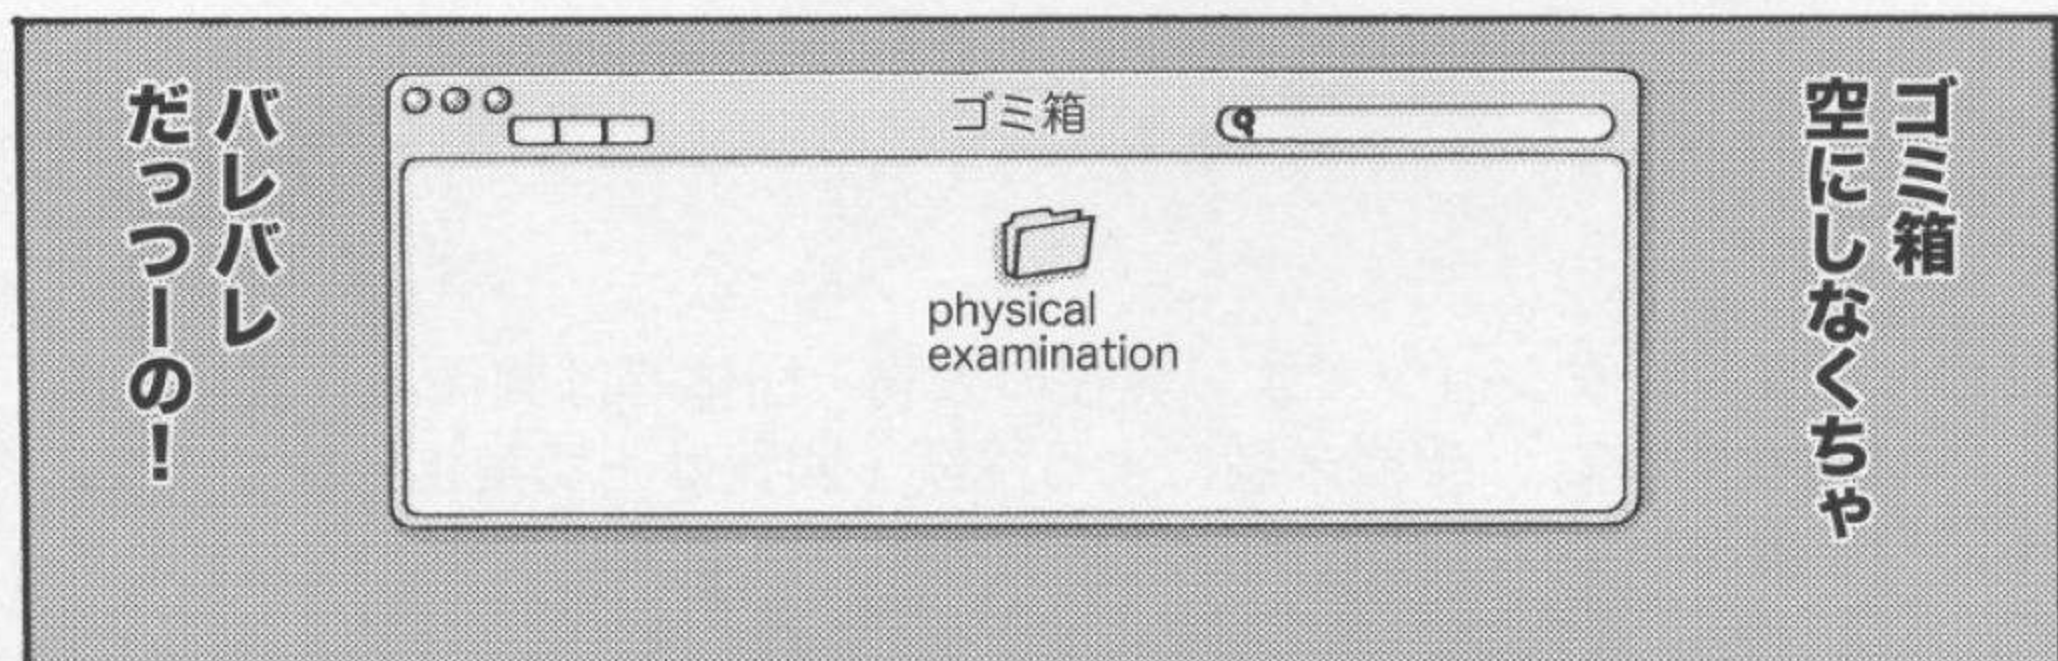 ゴミ箱
空にしなくちゃ
ゴミ箱
physical
examination
バレバレ
だっつーの!